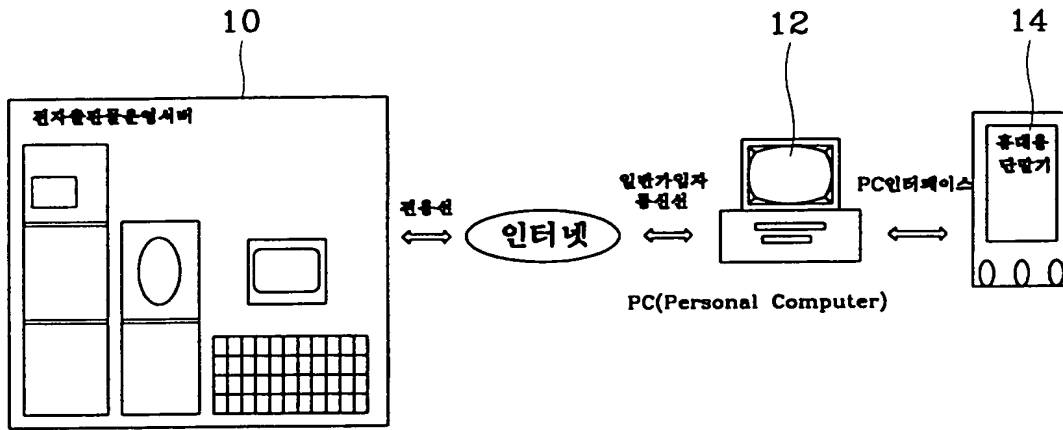 10
12
14
전자출판물운영서버
전용선
인터넷
일반가입자
통신선
PC인터페이스
휴대용
단말기
PC(Personal Computer)